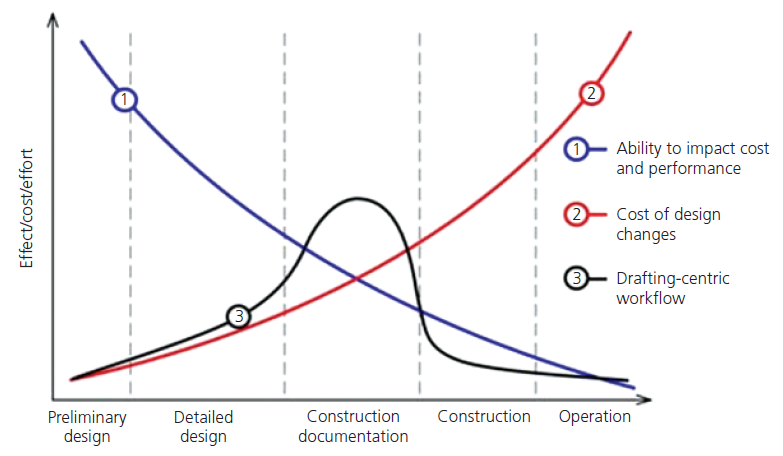 Effect/cost/effort
1
2
3
1 Ability to impact cost
and performance
2 Cost of design
changes
3 Drafting-centric
workflow
Preliminary
design
Detailed
design
Construction
documentation
Construction
Operation